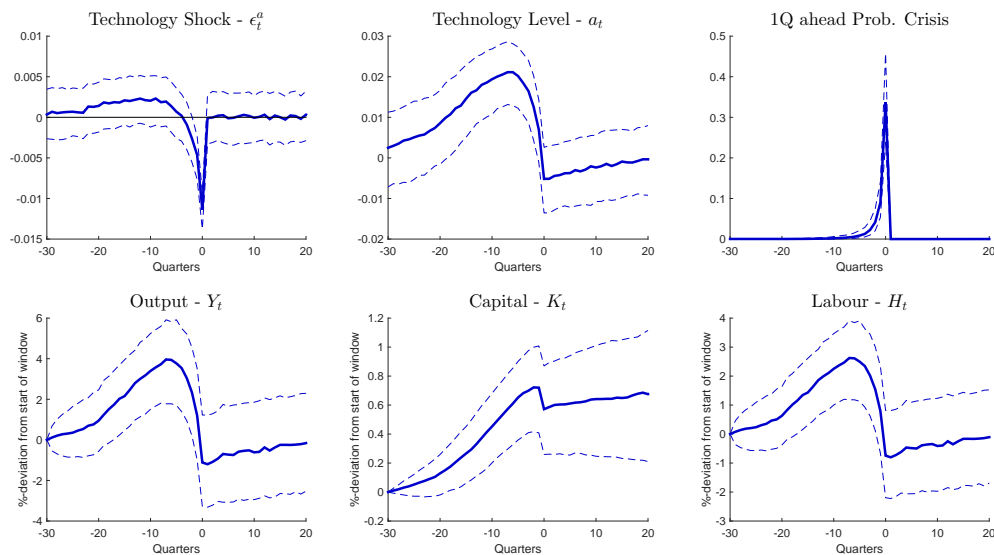 Technology Shock - ϵₜᵃ
0.01
0.005
0
-0.005
-0.01
-0.015
-30 -20 -10 0 10 20
Quarters
Technology Level - aₜ
0.03
0.02
0.01
0
-0.01
-0.02
-30 -20 -10 0 10 20
Quarters
1Q ahead Prob. Crisis
0.5
0.4
0.3
0.2
0.1
0
-30 -20 -10 0 10 20
Quarters
Output - Yₜ
%-deviation from start of window
6
4
2
0
-2
-4
-30 -20 -10 0 10 20
Quarters
Capital - Kₜ
%-deviation from start of window
1.2
1
0.8
0.6
0.4
0.2
0
-0.2
-30 -20 -10 0 10 20
Quarters
Labour - Hₜ
%-deviation from start of window
4
3
2
1
0
-1
-2
-3
-30 -20 -10 0 10 20
Quarters